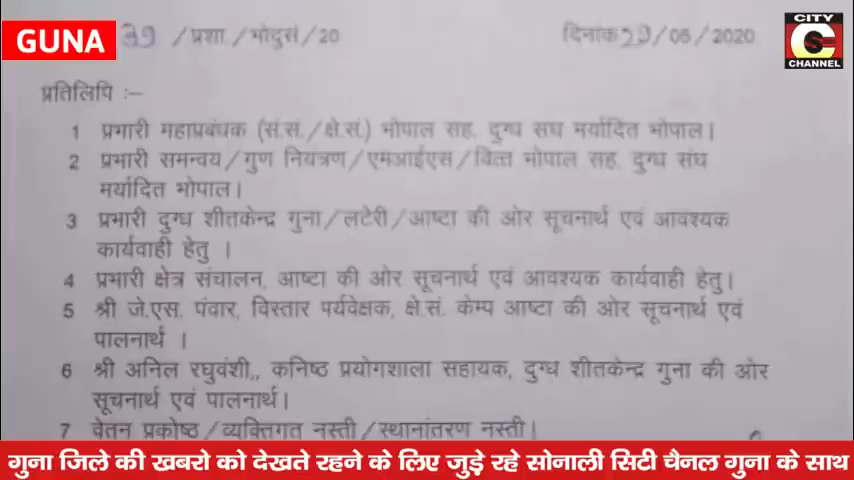 GUNA
39 /प्रशा/भोदुसं/20
दिनांक 29/06/2020
CITY
CHANNEL
प्रतिलिपि :–
1 प्रभारी महाप्रबंधक (सं.सं./क्षे.सं.) भोपाल सह. दुग्ध संघ मर्यादित भोपाल।
2 प्रभारी समन्वय/गुण नियंत्रण/एमआईएस/वित्त भोपाल सह. दुग्ध संघ
मर्यादित भोपाल।
3 प्रभारी दुग्ध शीतकेन्द्र गुना/लटेरी/आष्टा की ओर सूचनार्थ एवं आवश्यक
कार्यवाही हेतु ।
4 प्रभारी क्षेत्र संचालन, आष्टा की ओर सूचनार्थ एवं आवश्यक कार्यवाही हेतु।
5 श्री जे.एस. पंवार, विस्तार पर्यवेक्षक, क्षे.सं. केम्प आष्टा की ओर सूचनार्थ एवं
पालनार्थ ।
6 श्री अनिल रघुवंशी,, कनिष्ठ प्रयोगशाला सहायक, दुग्ध शीतकेन्द्र गुना की ओर
सूचनार्थ एवं पालनार्थ।
7 वेतन प्रकोष्ठ/व्यक्तिगत नस्ती/स्थानांतरण नस्ती।
गुना जिले की खबरो को देखते रहने के लिए जुड़े रहे सोनाली सिटी चैनल गुना के साथ